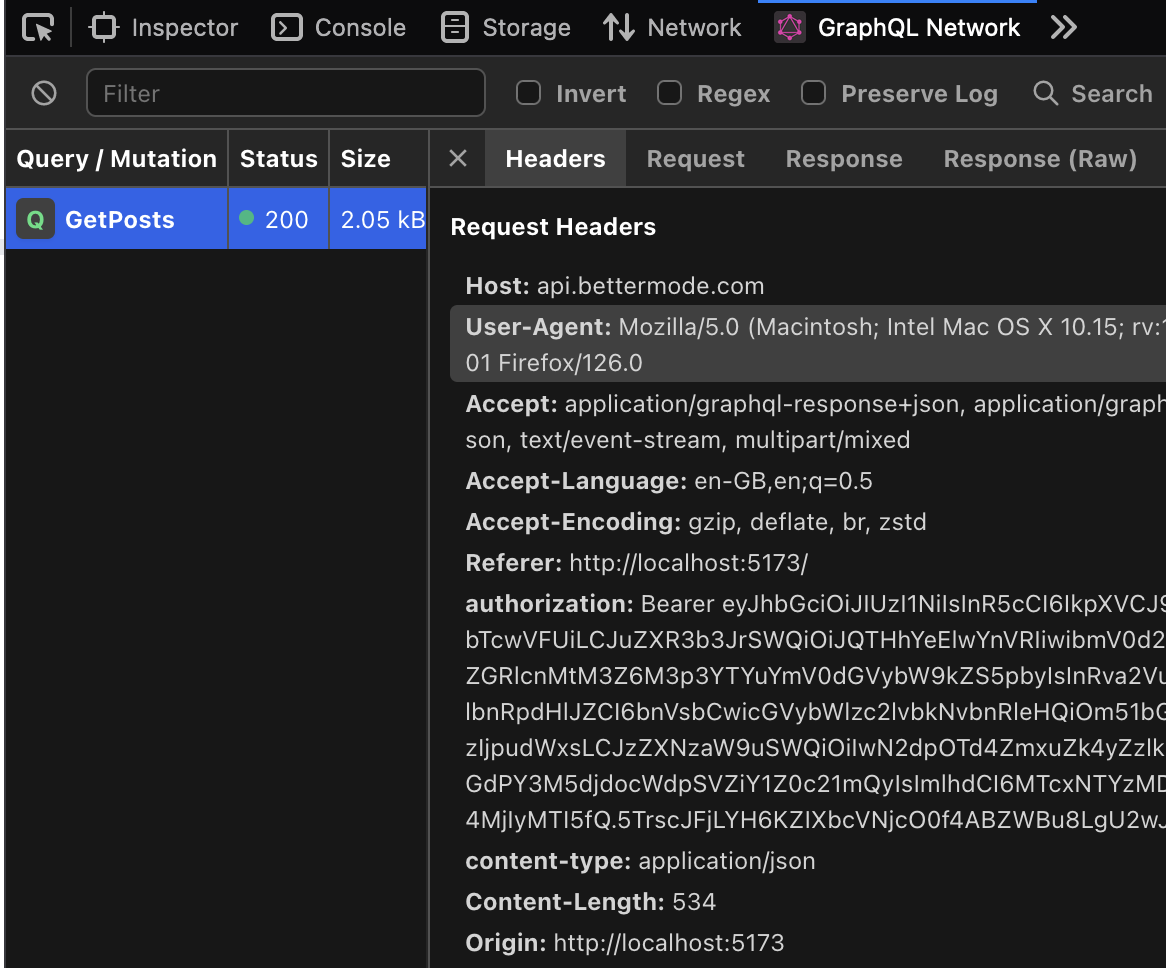 Inspector Console Storage Network GraphQL Network
Filter Invert Regex Preserve Log Search
Query / Mutation Status Size Headers Request Response Response (Raw)
Q GetPosts 200 2.05 kB
Request Headers
Host: api.bettermode.com
User-Agent: Mozilla/5.0 (Macintosh; Intel Mac OS X 10.15; rv:1
01 Firefox/126.0
Accept: application/graphql-response+json, application/graph
son, text/event-stream, multipart/mixed
Accept-Language: en-GB,en;q=0.5
Accept-Encoding: gzip, deflate, br, zstd
Referer: http://localhost:5173/
authorization: Bearer eyJhbGciOiJIUzI1NiIsInR5cCI6IkpXVCJ9
bTcwVFUiLCJuZXR3b3JrSWQiOiJQTHhYeElwYnVRIiwibmV0d2
ZGRlcnMtM3Z6M3p3YTYuYmV0dGVybW9kZS5pbyIsInRva2Vu
lbnRpdHlJZCI6bnVsbCwicGVybWlzc2lvbkNvbnRleHQiOm51bG
zIjpudWxsLCJzZXNzaW9uSWQiOiIwN2dpOTd4ZmxuZk4yZzlk
GdPY3M5djdocWdpSVZiY1Z0c21mQyIsImlhdCI6MTcxNTYzMD
4MjIyMTI5fQ.5TrscJFjLYH6KZIXbcVNjcO0f4ABZWBu8LgU2wJ
content-type: application/json
Content-Length: 534
Origin: http://localhost:5173